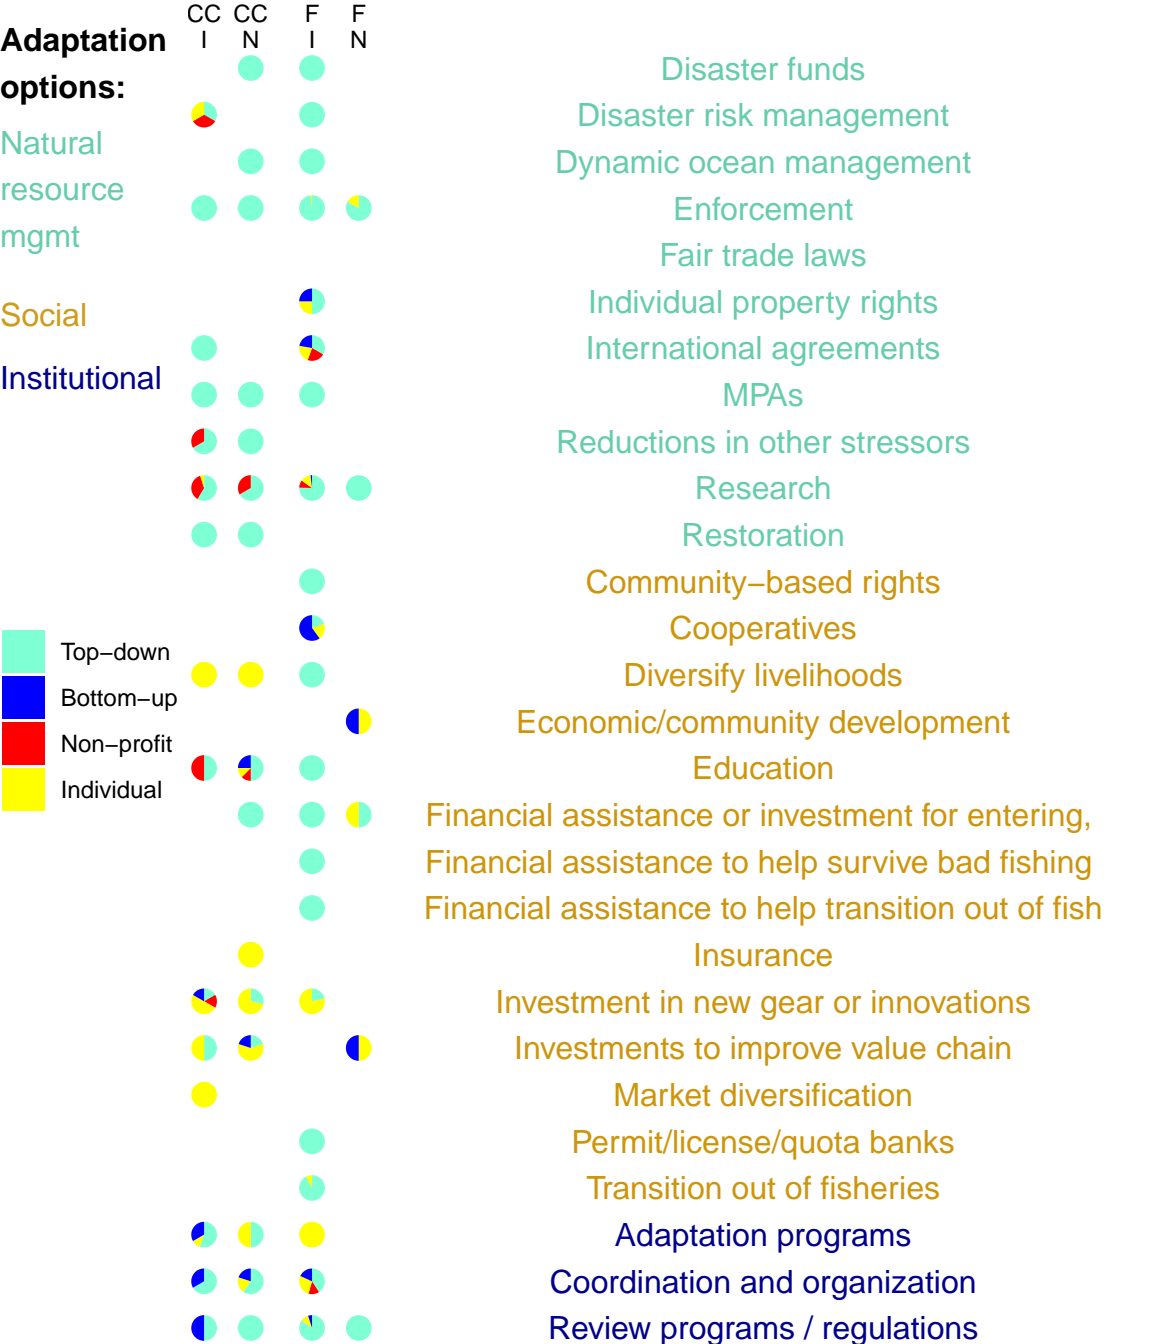 CC CC F F
I N I N
Adaptation
options:
Natural
resource
mgmt
Social
Institutional
Top−down
Bottom−up
Non−profit
Individual
Disaster funds
Disaster risk management
Dynamic ocean management
Enforcement
Fair trade laws
Individual property rights
International agreements
MPAs
Reductions in other stressors
Research
Restoration
Community−based rights
Cooperatives
Diversify livelihoods
Economic/community development
Education
Financial assistance or investment for entering,
Financial assistance to help survive bad fishing
Financial assistance to help transition out of fish
Insurance
Investment in new gear or innovations
Investments to improve value chain
Market diversification
Permit/license/quota banks
Transition out of fisheries
Adaptation programs
Coordination and organization
Review programs / regulations